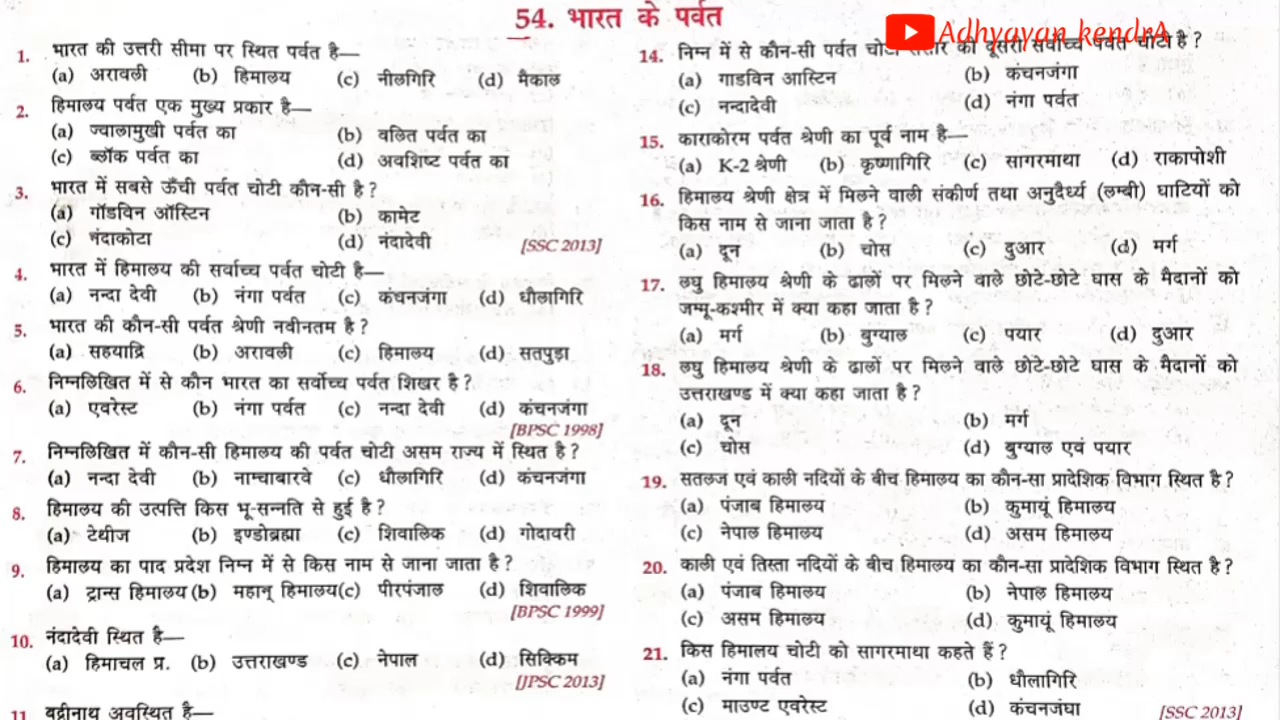 54. भारत के पर्वत
Adhyayan kendrA
1. भारत की उत्तरी सीमा पर स्थित पर्वत है—
(a) अरावली (b) हिमालय (c) नीलगिरि (d) मैकाल
2. हिमालय पर्वत एक मुख्य प्रकार है—
(a) ज्वालामुखी पर्वत का (b) वलित पर्वत का
(c) ब्लॉक पर्वत का (d) अवशिष्ट पर्वत का
3. भारत में सबसे ऊँची पर्वत चोटी कौन-सी है ?
(a) गॉडविन ऑस्टिन (b) कामेट
(c) नंदाकोटा (d) नंदादेवी [SSC 2013]
4. भारत में हिमालय की सर्वाच्च पर्वत चोटी है—
(a) नन्दा देवी (b) नंगा पर्वत (c) कंचनजंगा (d) धौलागिरि
5. भारत की कौन-सी पर्वत श्रेणी नवीनतम है ?
(a) सहयाद्रि (b) अरावली (c) हिमालय (d) सतपुड़ा
6. निम्नलिखित में से कौन भारत का सर्वोच्च पर्वत शिखर है ?
(a) एवरेस्ट (b) नंगा पर्वत (c) नन्दा देवी (d) कंचनजंगा
[BPSC 1998]
7. निम्नलिखित में कौन-सी हिमालय की पर्वत चोटी असम राज्य में स्थित है ?
(a) नन्दा देवी (b) नाम्चाबारवे (c) धौलागिरि (d) कंचनजंगा
8. हिमालय की उत्पत्ति किस भू-सन्नति से हुई है ?
(a) टेथीज (b) इण्डोब्रह्मा (c) शिवालिक (d) गोदावरी
9. हिमालय का पाद प्रदेश निम्न में से किस नाम से जाना जाता है ?
(a) ट्रान्स हिमालय (b) महान् हिमालय (c) पीरपंजाल (d) शिवालिक
[BPSC 1999]
10. नंदादेवी स्थित है—
(a) हिमाचल प्र. (b) उत्तराखण्ड (c) नेपाल (d) सिक्किम
[JPSC 2013]
11. बद्रीनाथ अवस्थित है—
14. निम्न में से कौन-सी पर्वत चोटी की दूसरी सर्वोच्च पर्वत चोटी है ?
(a) गाडविन आस्टिन (b) कंचनजंगा
(c) नन्दादेवी (d) नंगा पर्वत
15. काराकोरम पर्वत श्रेणी का पूर्व नाम है—
(a) K-2 श्रेणी (b) कृष्णागिरि (c) सागरमाथा (d) राकापोशी
16. हिमालय श्रेणी क्षेत्र में मिलने वाली संकीर्ण तथा अनुदैर्ध्य (लम्बी) घाटियों को
किस नाम से जाना जाता है ?
(a) दून (b) चोस (c) दुआर (d) मर्ग
17. लघु हिमालय श्रेणी के ढालों पर मिलने वाले छोटे-छोटे घास के मैदानों को
जम्मू-कश्मीर में क्या कहा जाता है ?
(a) मर्ग (b) बुग्याल (c) पयार (d) दुआर
18. लघु हिमालय श्रेणी के ढालों पर मिलने वाले छोटे-छोटे घास के मैदानों को
उत्तराखण्ड में क्या कहा जाता है ?
(a) दून (b) मर्ग
(c) चोस (d) बुग्याल एवं पयार
19. सतलज एवं काली नदियों के बीच हिमालय का कौन-सा प्रादेशिक विभाग स्थित है ?
(a) पंजाब हिमालय (b) कुमायूं हिमालय
(c) नेपाल हिमालय (d) असम हिमालय
20. काली एवं तिस्ता नदियों के बीच हिमालय का कौन-सा प्रादेशिक विभाग स्थित है ?
(a) पंजाब हिमालय (b) नेपाल हिमालय
(c) असम हिमालय (d) कुमायूं हिमालय
21. किस हिमालय चोटी को सागरमाथा कहते हैं ?
(a) नंगा पर्वत (b) धौलागिरि
(c) माउण्ट एवरेस्ट (d) कंचनजंघा [SSC 2013]